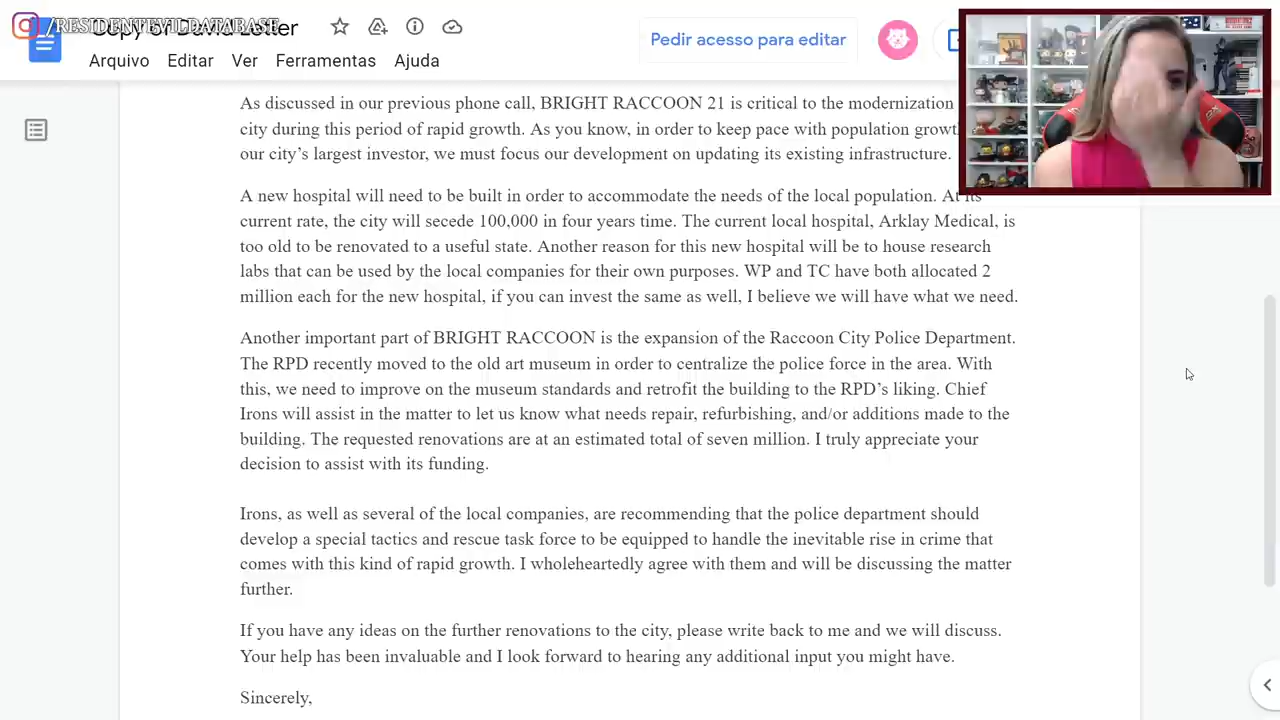 /RESIDENTEVILDATABASE
Arquivo Editar Ver Ferramentas Ajuda
Pedir acesso para editar
As discussed in our previous phone call, BRIGHT RACCOON 21 is critical to the modernization
city during this period of rapid growth. As you know, in order to keep pace with population
our city’s largest investor, we must focus our development on updating its existing infrastructure.
A new hospital will need to be built in order to accommodate the needs of the local population. At its
current rate, the city will secede 100,000 in four years time. The current local hospital, Arklay Medical, is
too old to be renovated to a useful state. Another reason for this new hospital will be to house research
labs that can be used by the local companies for their own purposes. WP and TC have both allocated 2
million each for the new hospital, if you can invest the same as well, I believe we will have what we need.
Another important part of BRIGHT RACCOON is the expansion of the Raccoon City Police Department.
The RPD recently moved to the old art museum in order to centralize the police force in the area. With
this, we need to improve on the museum standards and retrofit the building to the RPD’s liking. Chief
Irons will assist in the matter to let us know what needs repair, refurbishing, and/or additions made to the
building. The requested renovations are at an estimated total of seven million. I truly appreciate your
decision to assist with its funding.
Irons, as well as several of the local companies, are recommending that the police department should
develop a special tactics and rescue task force to be equipped to handle the inevitable rise in crime that
comes with this kind of rapid growth. I wholeheartedly agree with them and will be discussing the matter
further.
If you have any ideas on the further renovations to the city, please write back to me and we will discuss.
Your help has been invaluable and I look forward to hearing any additional input you might have.
Sincerely,